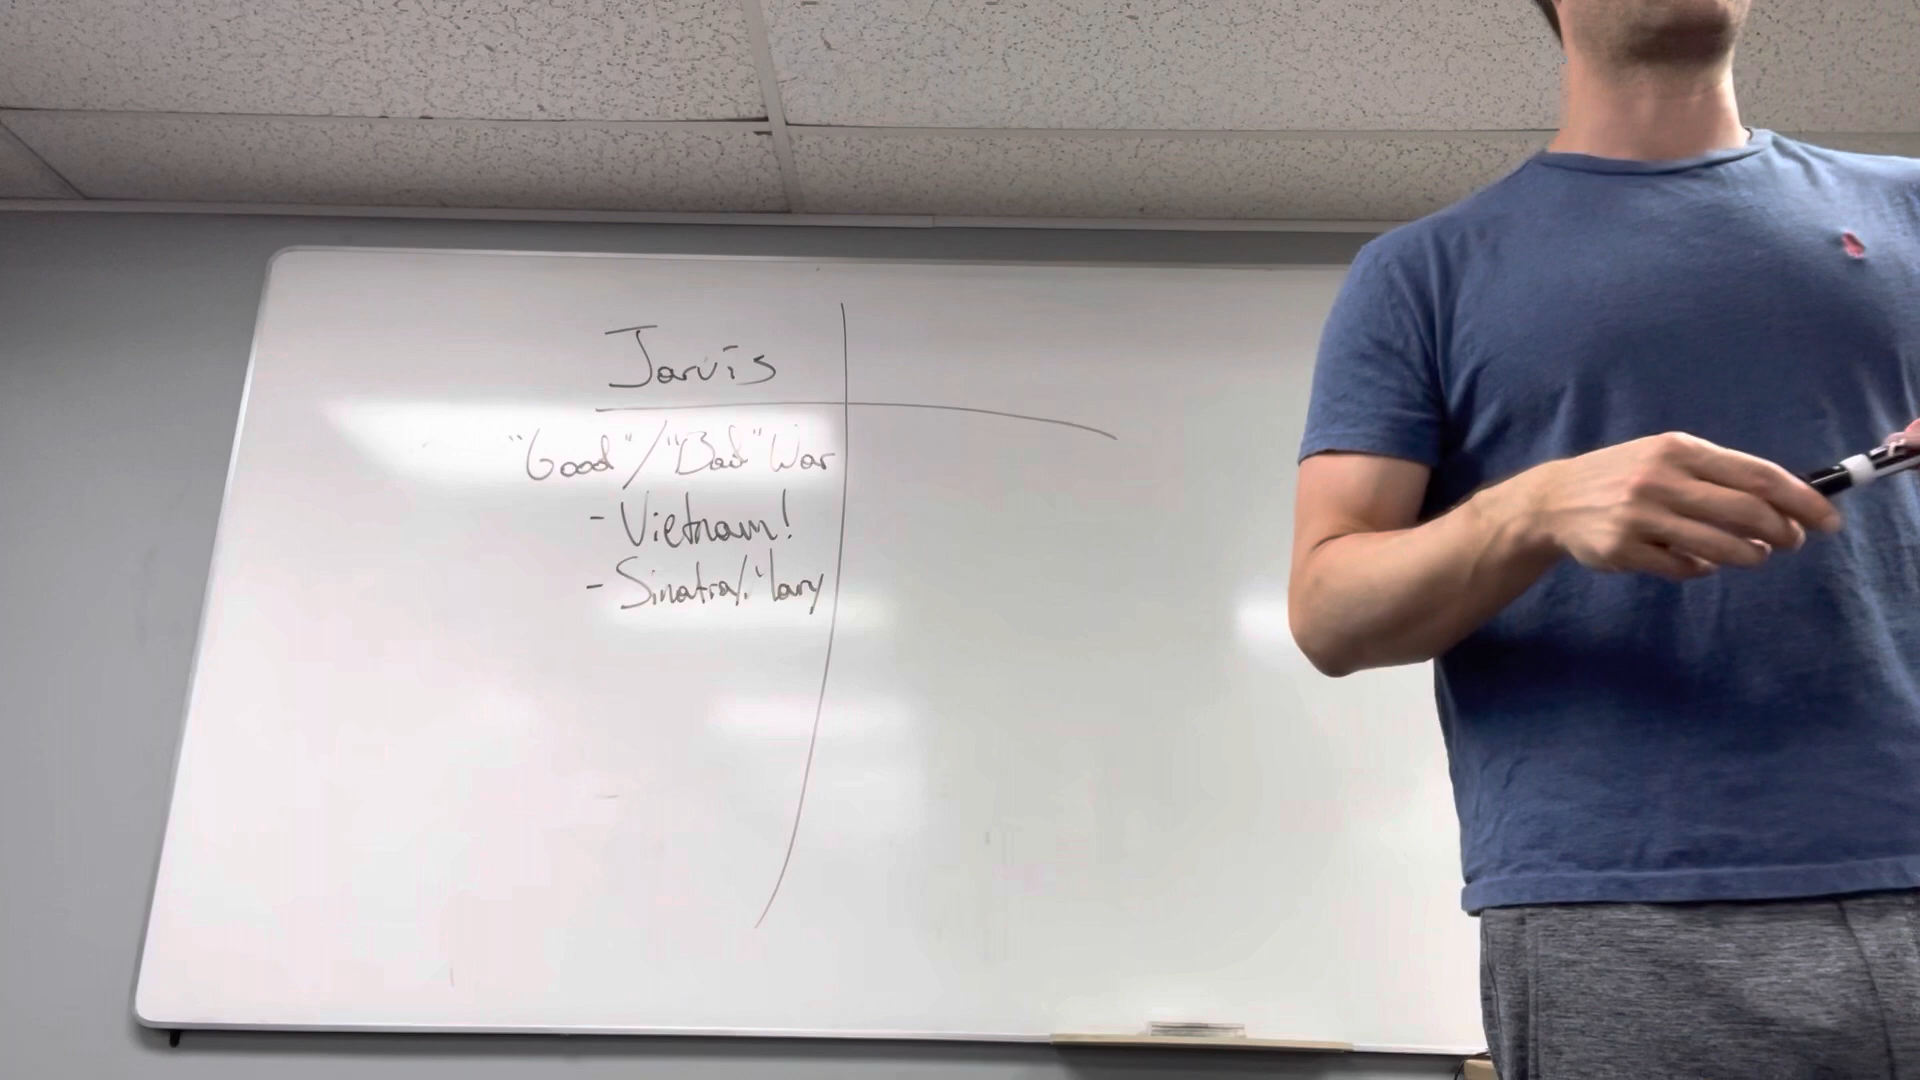 Jarvis
"Good"/"Bad" War
- Vietnam!
- Sinatra/